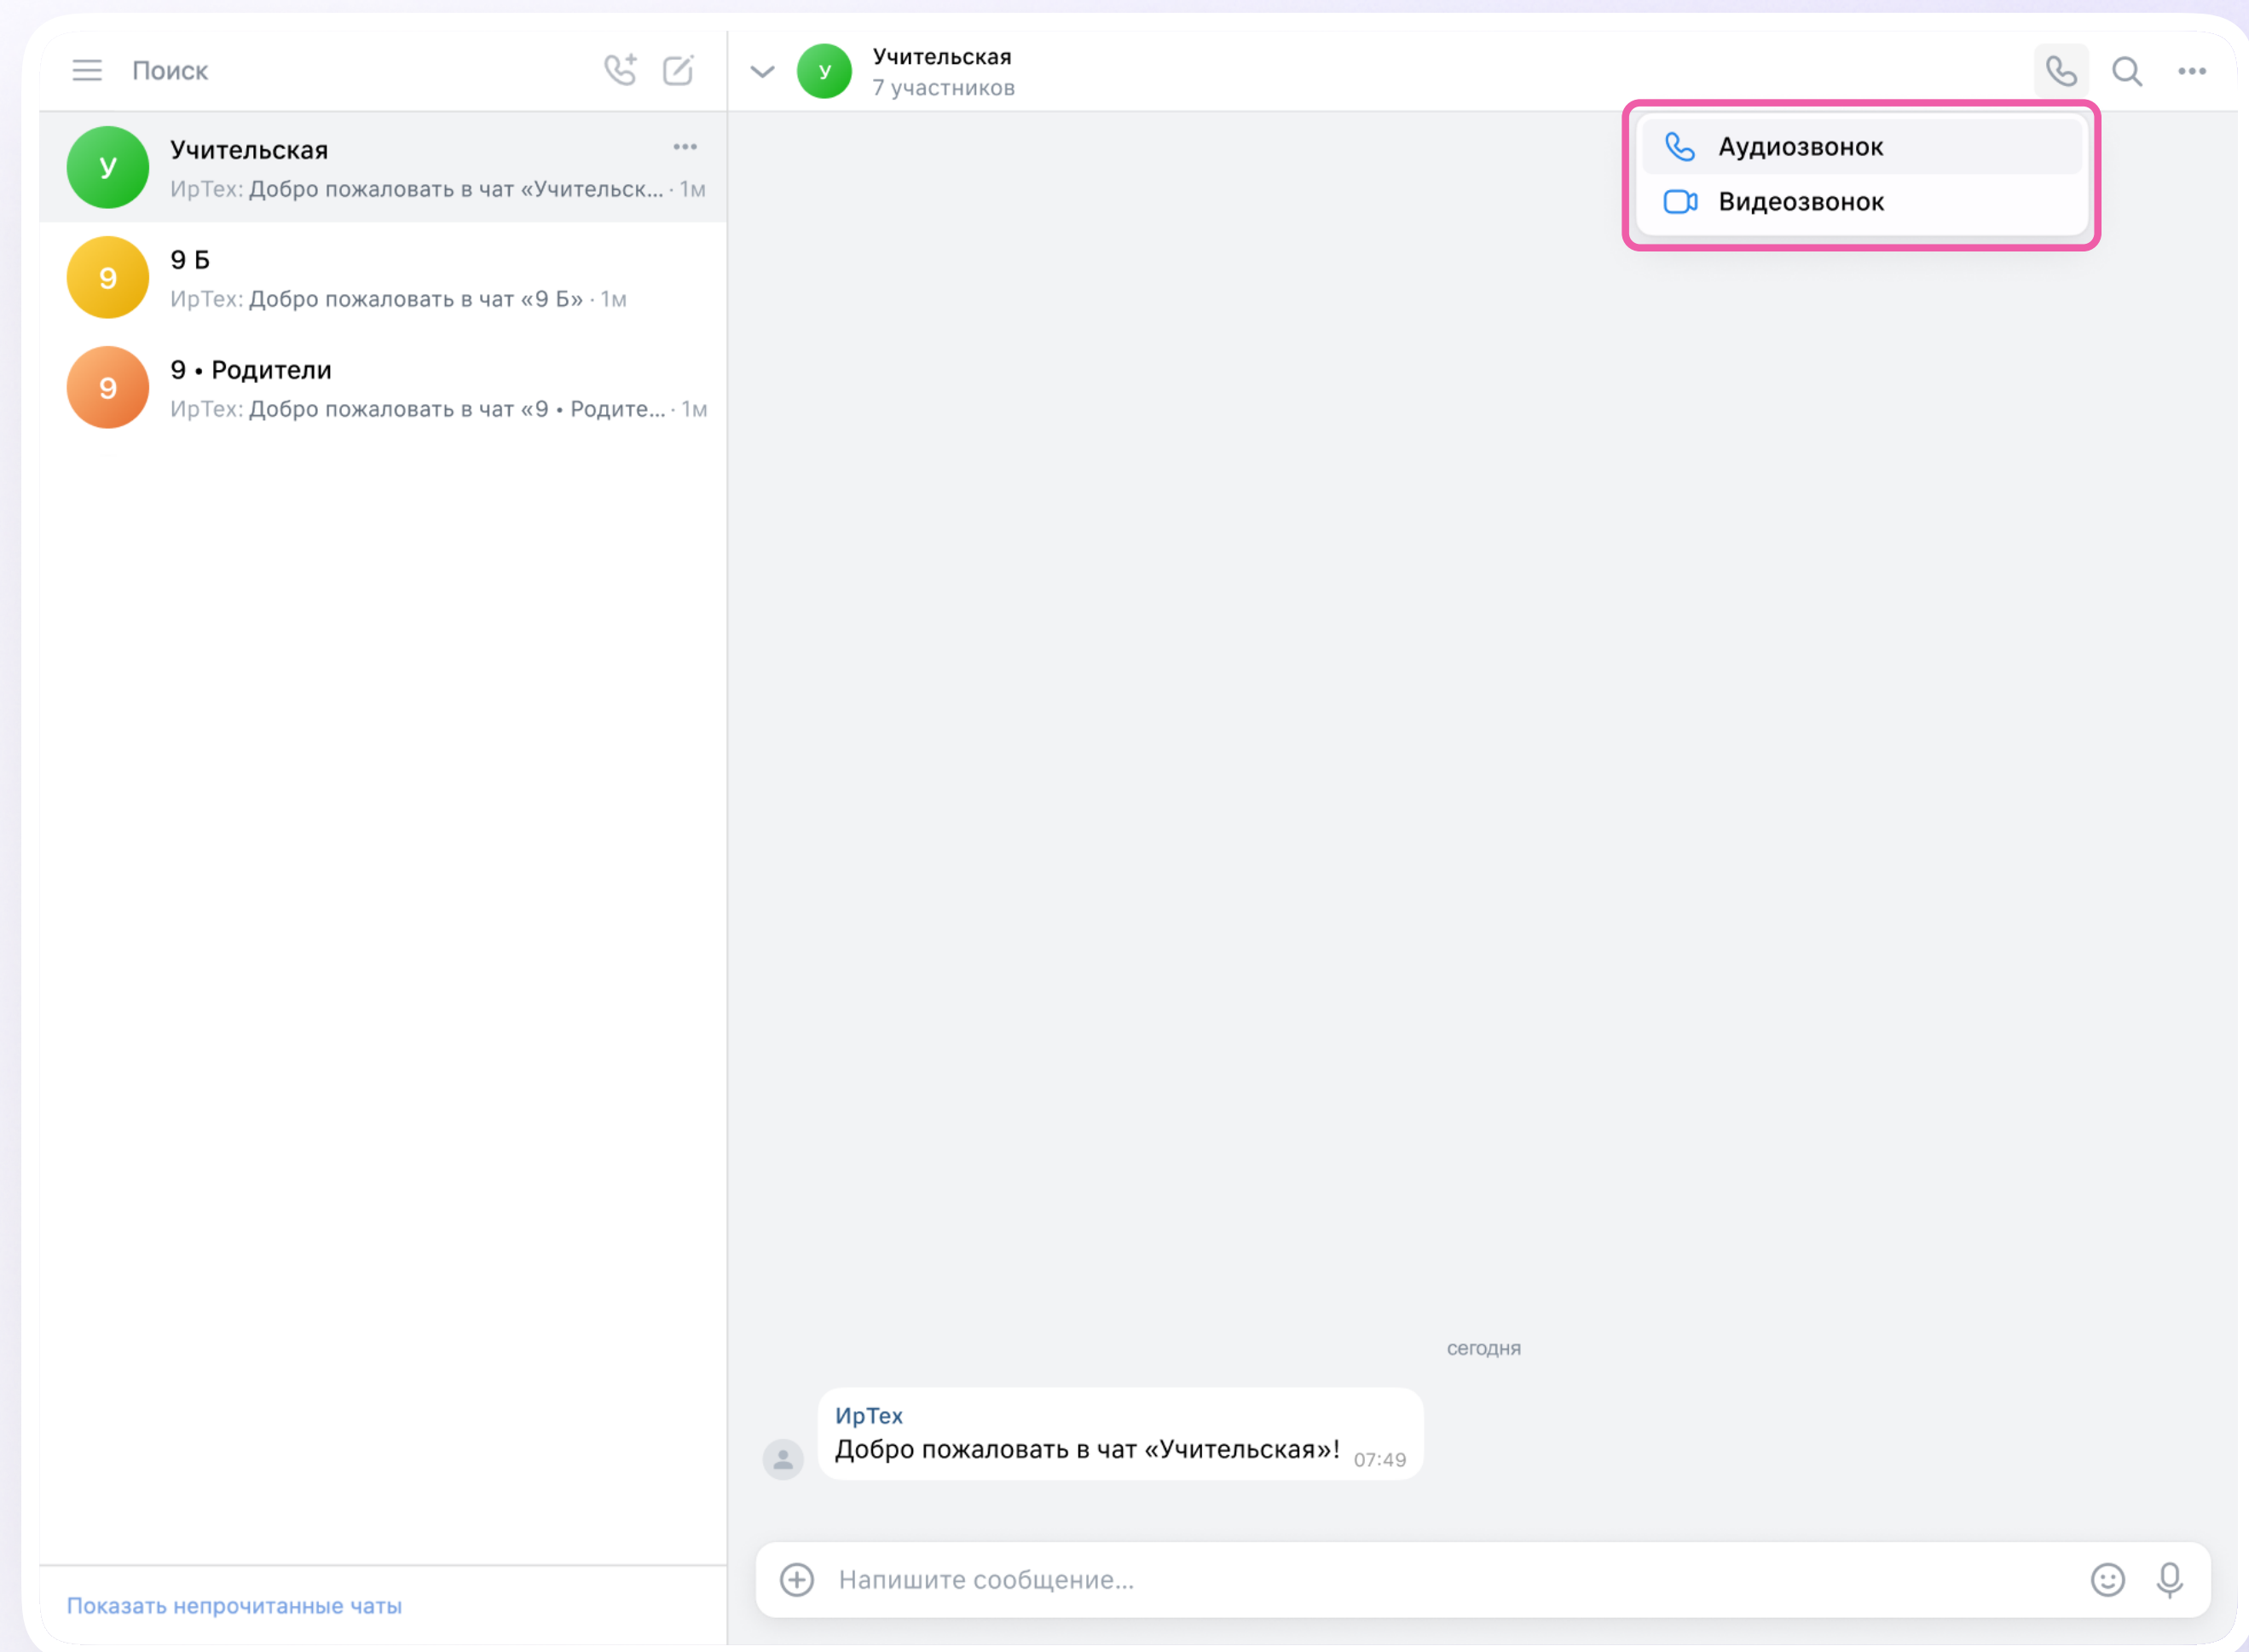 Поиск
У
Учительская
ИрТех: Добро пожаловать в чат «Учительск... · 1м
9
9 Б
ИрТех: Добро пожаловать в чат «9 Б» · 1м
9
9 • Родители
ИрТех: Добро пожаловать в чат «9 • Родите... · 1м
Показать непрочитанные чаты
У
Учительская
7 участников
Аудиозвонок
Видеозвонок
сегодня
ИрТех
Добро пожаловать в чат «Учительская»! 07:49
Напишите сообщение...